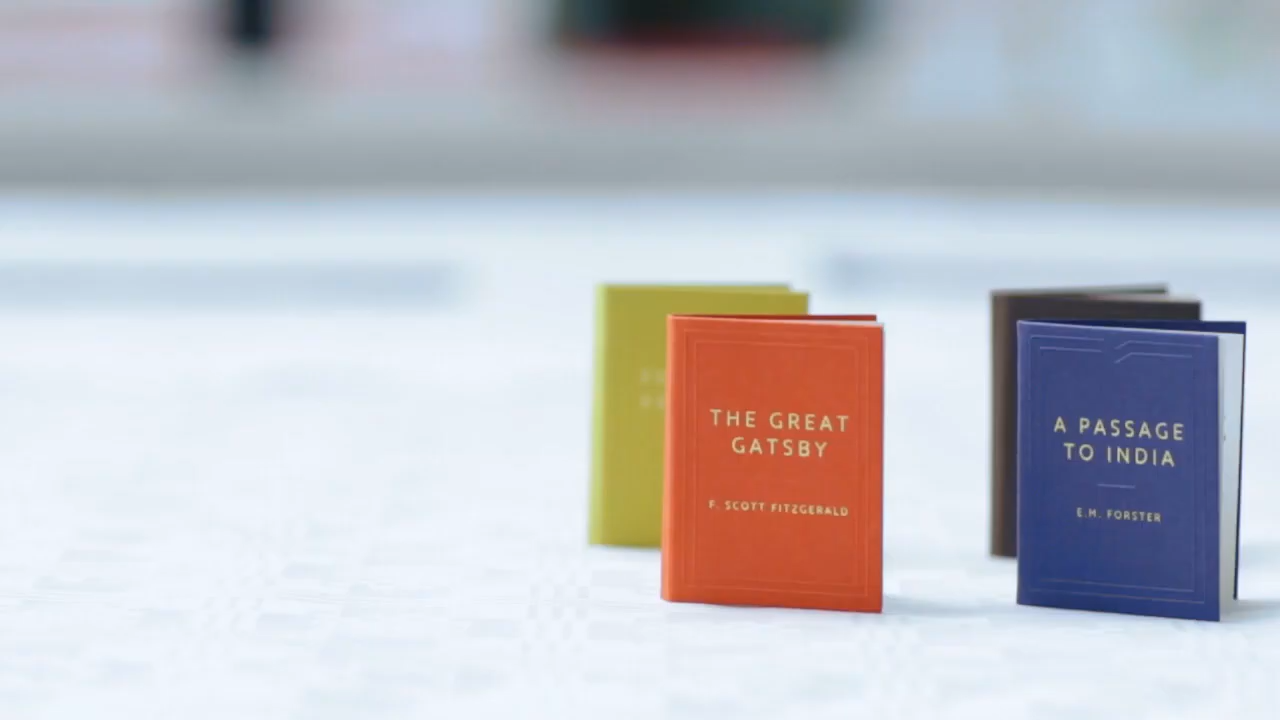 THE GREAT
GATSBY
F. SCOTT FITZGERALD
A PASSAGE
TO INDIA
E.M. FORSTER